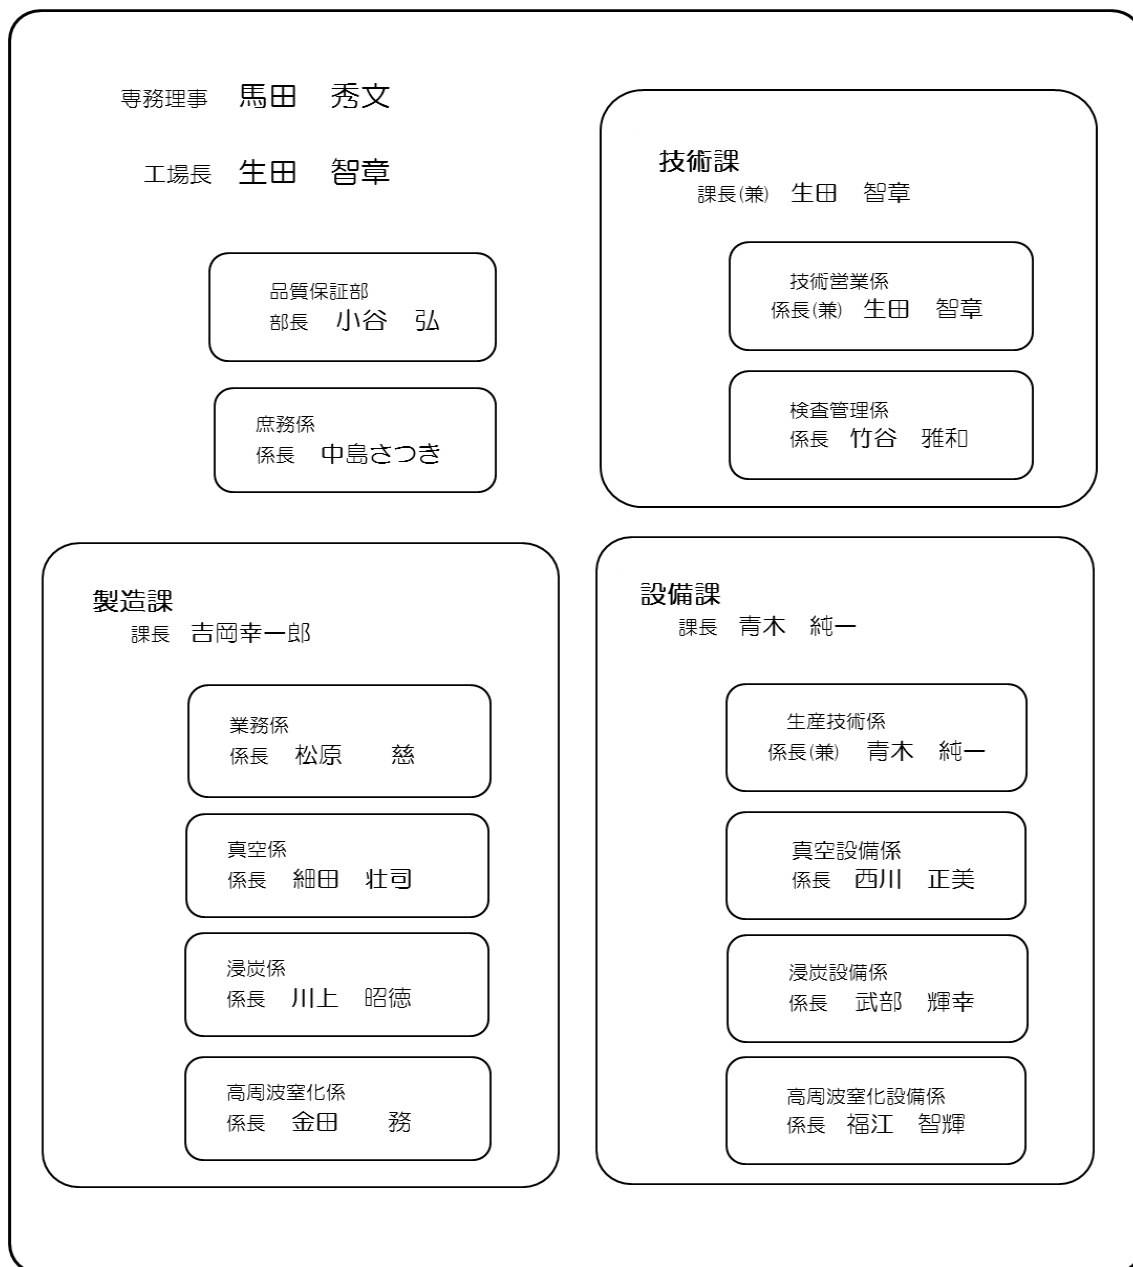 専務理事　馬田　秀文
工場長　生田　智章
品質保証部
部長　小谷　弘
庶務係
係長　中島さつき
技術課
課長(兼)　生田　智章
技術営業係
係長(兼)　生田　智章
検査管理係
係長　竹谷　雅和
製造課
課長　吉岡幸一郎
業務係
係長　松原　　慈
真空係
係長　細田　壮司
浸炭係
係長　川上　昭徳
高周波窒化係
係長　金田　　務
設備課
課長　青木　純一
生産技術係
係長(兼)　青木　純一
真空設備係
係長　西川　正美
浸炭設備係
係長　武部　輝幸
高周波窒化設備係
係長　福江　智輝